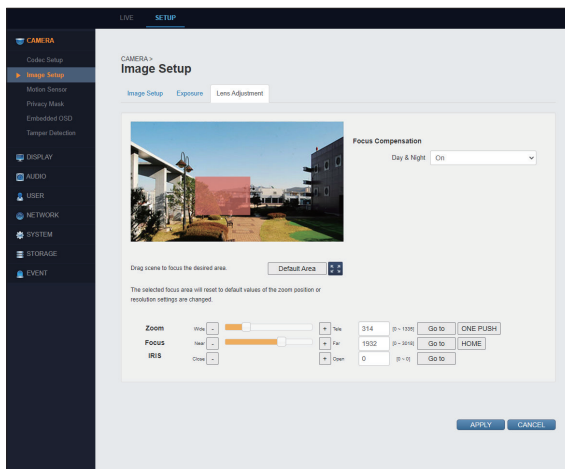 LIVE SETUP
CAMERA
Codec Setup
Image Setup
Motion Sensor
Privacy Mask
Embedded OSD
Tamper Detection
DISPLAY
AUDIO
USER
NETWORK
SYSTEM
STORAGE
EVENT
CAMERA >
Image Setup
Image Setup Exposure Lens Adjustment
Focus Compensation
Day & Night On
Drag scene to focus the desired area. Default Area
The selected focus area will reset to default values of the zoom position or
resolution settings are changed.
Zoom Wide - + Tele 314 [0 ~ 1336] Go to ONE PUSH
Focus Near - + Far 1932 [0 ~ 3018] Go to HOME
IRIS Close - + Open 0 [0 ~ 0] Go to
APPLY CANCEL